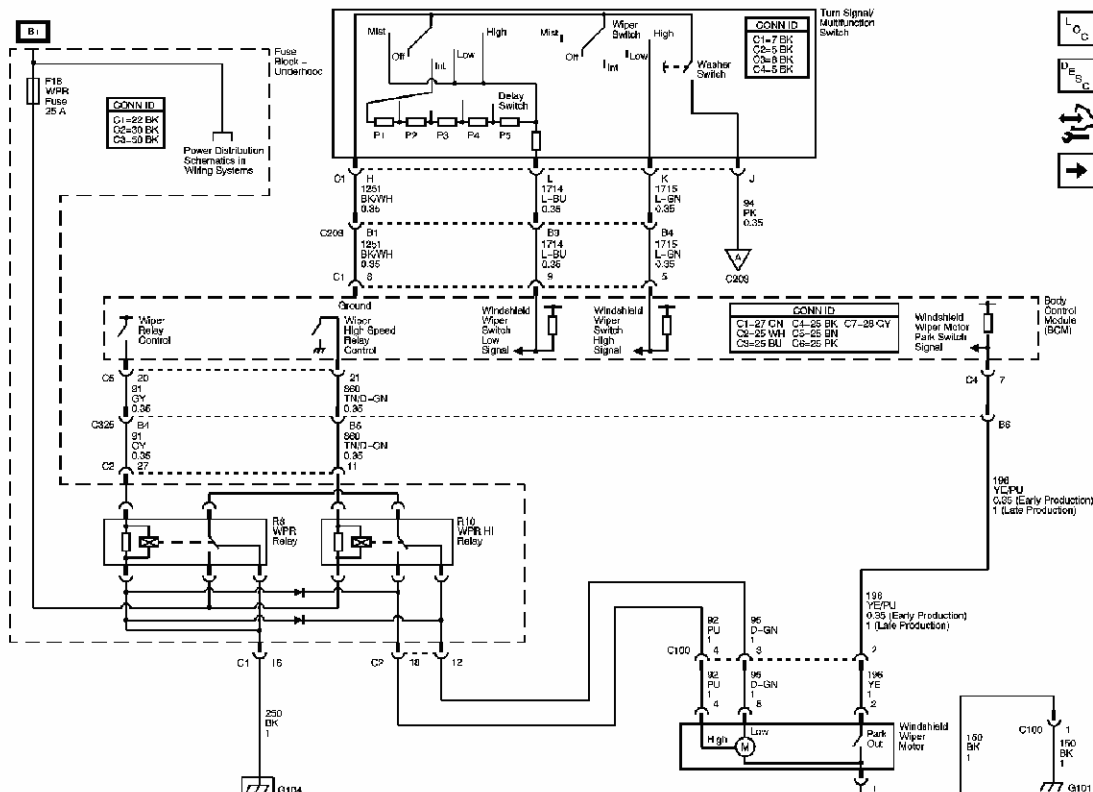 B+
Fuse
Block -
Underhood
F18
WPR
Fuse
25 A
CONN ID
C1=22 BK
C2=30 BK
C3=50 BK
Power Distribution
Schematics in
Wiring Systems
Turn Signal/
Multifunction
Switch
Mist
Off
Int
Low
High
Delay
Switch
P1
P2
P3
P4
P5
Mist
Off
Wiper
Switch
Int
Low
High
Washer
Switch
CONN ID
C1=7 BK
C2=5 BK
C3=8 BK
C4=5 BK
L
O
C
D
E
S
C
C1
H
L
K
J
1251
BK/WH
0.35
1714
L-BU
0.35
1715
L-GN
0.35
94
PK
0.35
C203
B1
B3
B4
1251
BK/WH
0.35
1714
L-BU
0.35
1715
L-GN
0.35
A
C203
C1
8
9
5
Ground
Wiper
Relay
Control
Wiper
High Speed
Relay
Control
Windshield
Wiper
Switch
Low
Signal
Windshield
Wiper
Switch
High
Signal
CONN ID
C1=27 GN C4=25 BK C7=28 GY
C2=25 WH C5=25 BN
C3=25 BU C6=25 PK
Windshield
Wiper Motor
Park Switch
Signal
Body
Control
Module
(BCM)
C5
20
21
C4
7
91
GY
0.35
860
TN/D-GN
0.35
C325
B4
B5
B6
91
GY
0.35
860
TN/D-GN
0.35
C2
27
11
196
YE/PU
0.35 (Early Production)
1 (Late Production)
R8
WPR
Relay
R10
WPR HI
Relay
196
YE/PU
0.35 (Early Production)
1 (Late Production)
C1
16
C2
18
12
92
PU
1
95
D-GN
1
C100
4
3
2
92
PU
1
95
D-GN
1
196
YE
1
4
5
2
High
Low
M
Park
Out
Windshield
Wiper
Motor
1
250
BK
1
G104
150
BK
1
C100
1
150
BK
1
G101